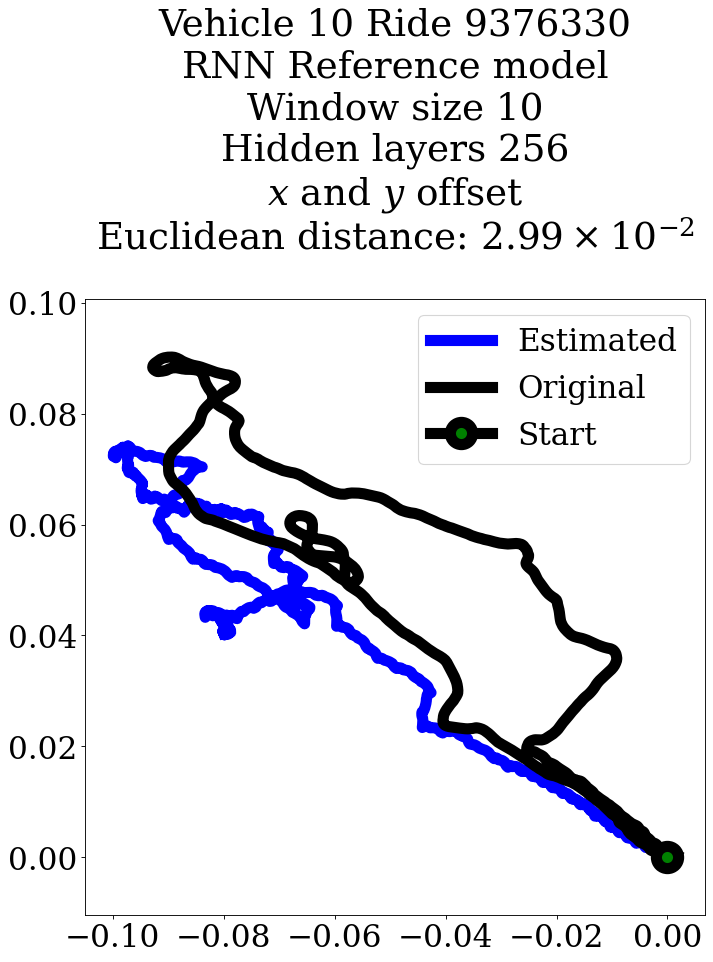 Vehicle 10 Ride 9376330
RNN Reference model
Window size 10
Hidden layers 256
x and y offset
Euclidean distance: 2.99 × 10⁻²
Estimated
Original
Start
0.10
0.08
0.06
0.04
0.02
0.00
−0.10 −0.08 −0.06 −0.04 −0.02 0.00